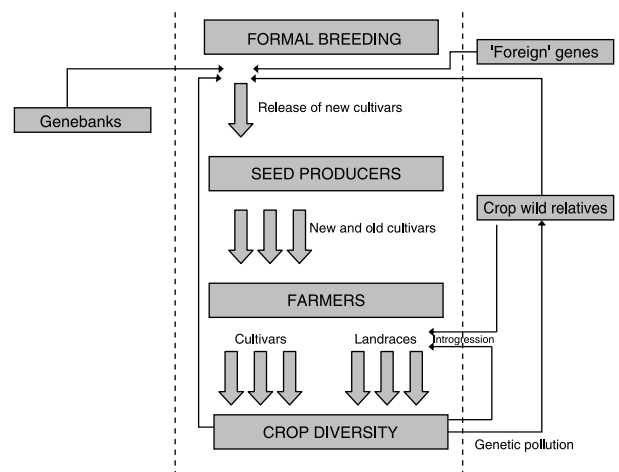 FORMAL BREEDING
'Foreign' genes
Genebanks
Release of new cultivars
SEED PRODUCERS
Crop wild relatives
New and old cultivars
FARMERS
Cultivars
Landraces
Introgression
CROP DIVERSITY
Genetic pollution